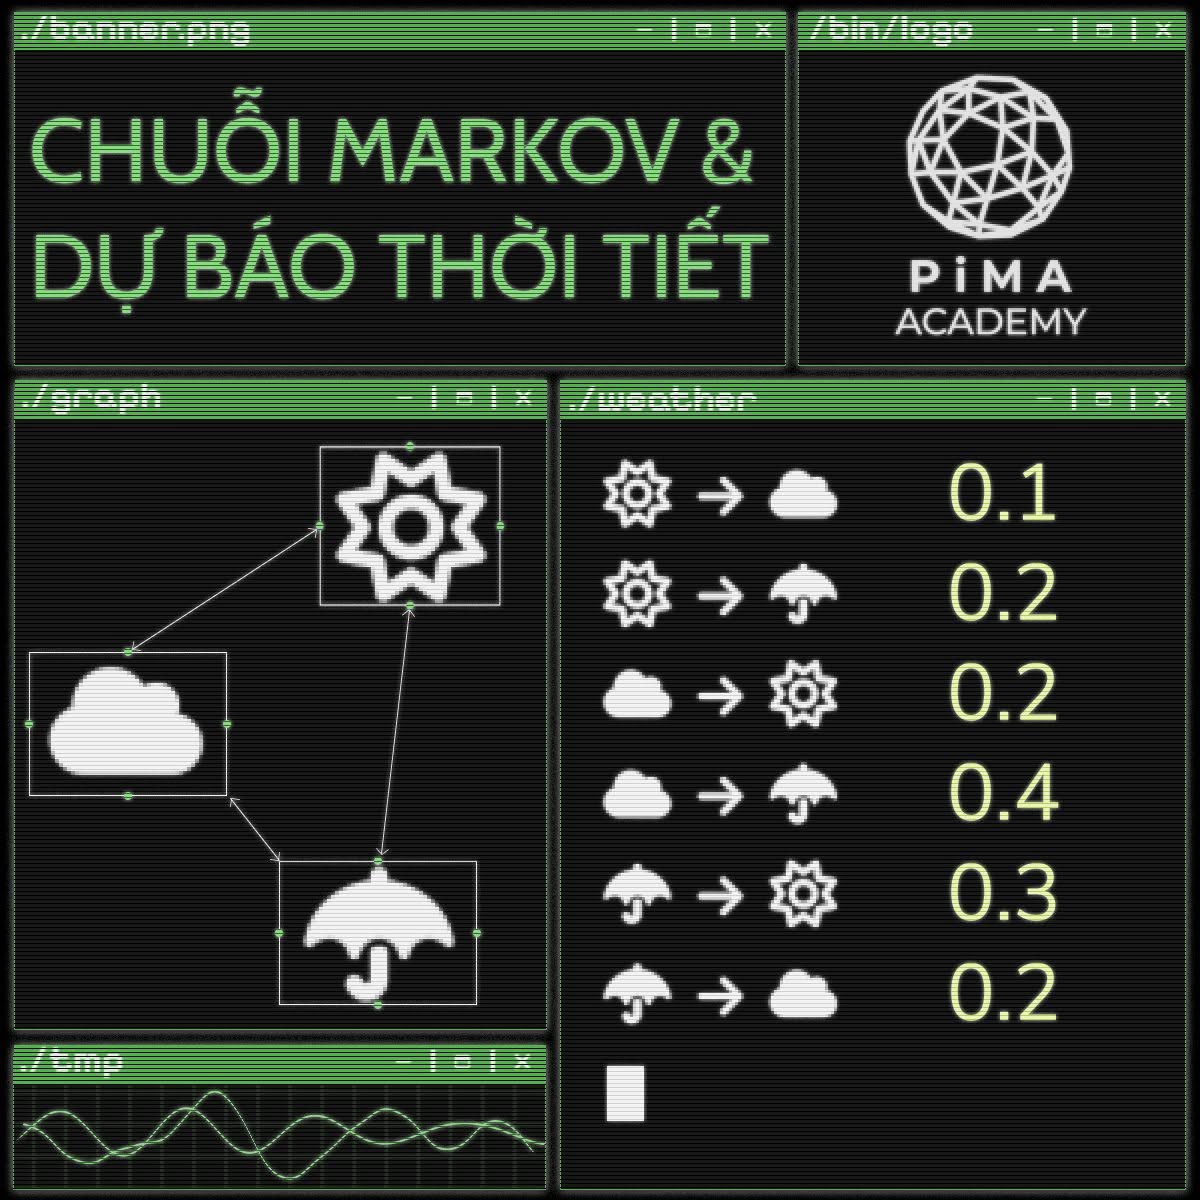 ./banner.png
CHUỖI MARKOV &
DỰ BÁO THỜI TIẾT
/bin/logo
PiMA
ACADEMY
./graph
./weather
0.1
0.2
0.2
0.4
0.3
0.2
./tmp